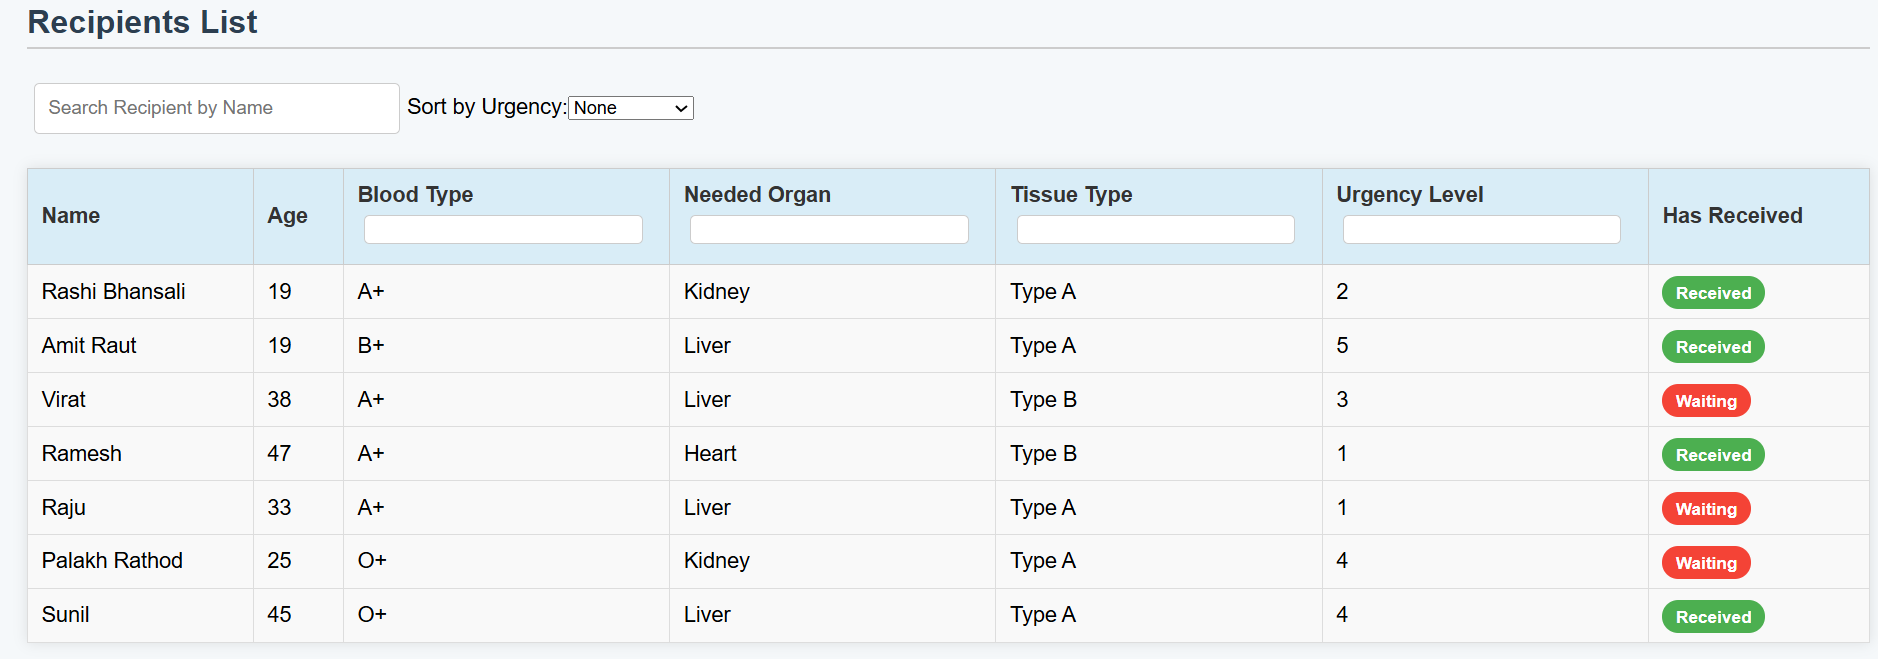 Recipients List
Search Recipient by Name Sort by Urgency: None
Name Age Blood Type Needed Organ Tissue Type Urgency Level Has Received
Rashi Bhansali 19 A+ Kidney Type A 2 Received
Amit Raut 19 B+ Liver Type A 5 Received
Virat 38 A+ Liver Type B 3 Waiting
Ramesh 47 A+ Heart Type B 1 Received
Raju 33 A+ Liver Type A 1 Waiting
Palakh Rathod 25 O+ Kidney Type A 4 Waiting
Sunil 45 O+ Liver Type A 4 Received